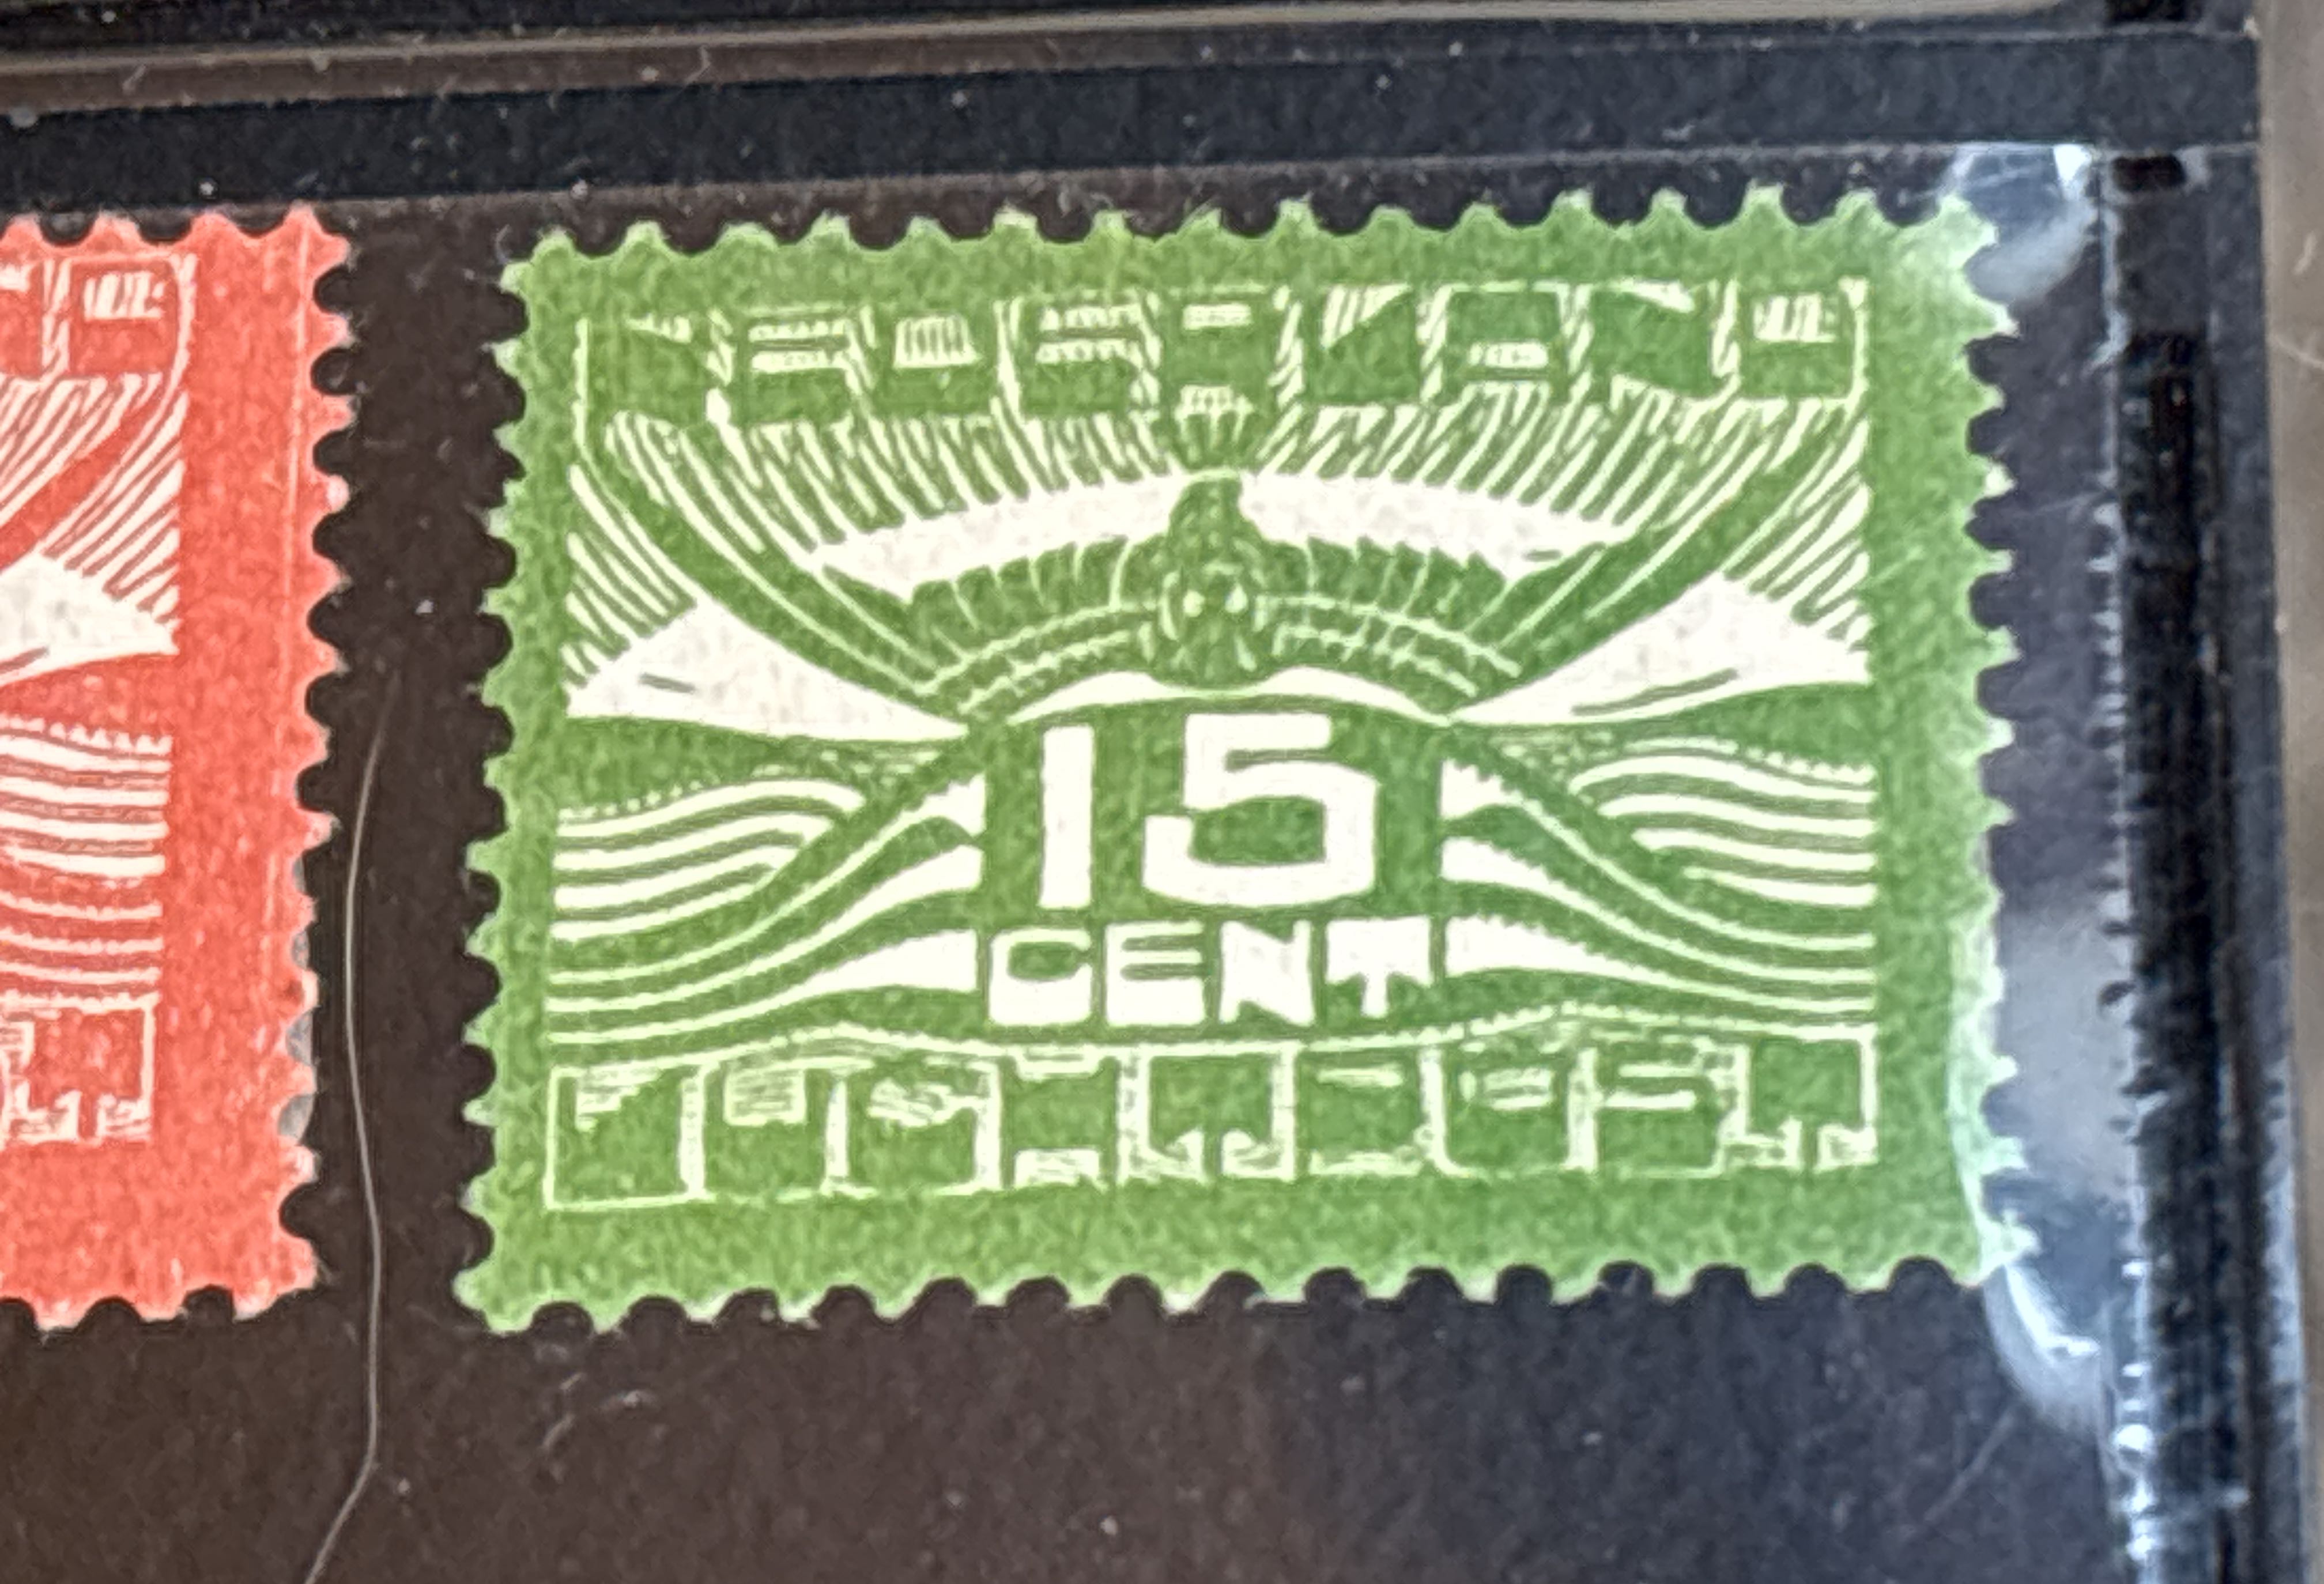 NEDERLAND
15
CENT
LUCHTPOST